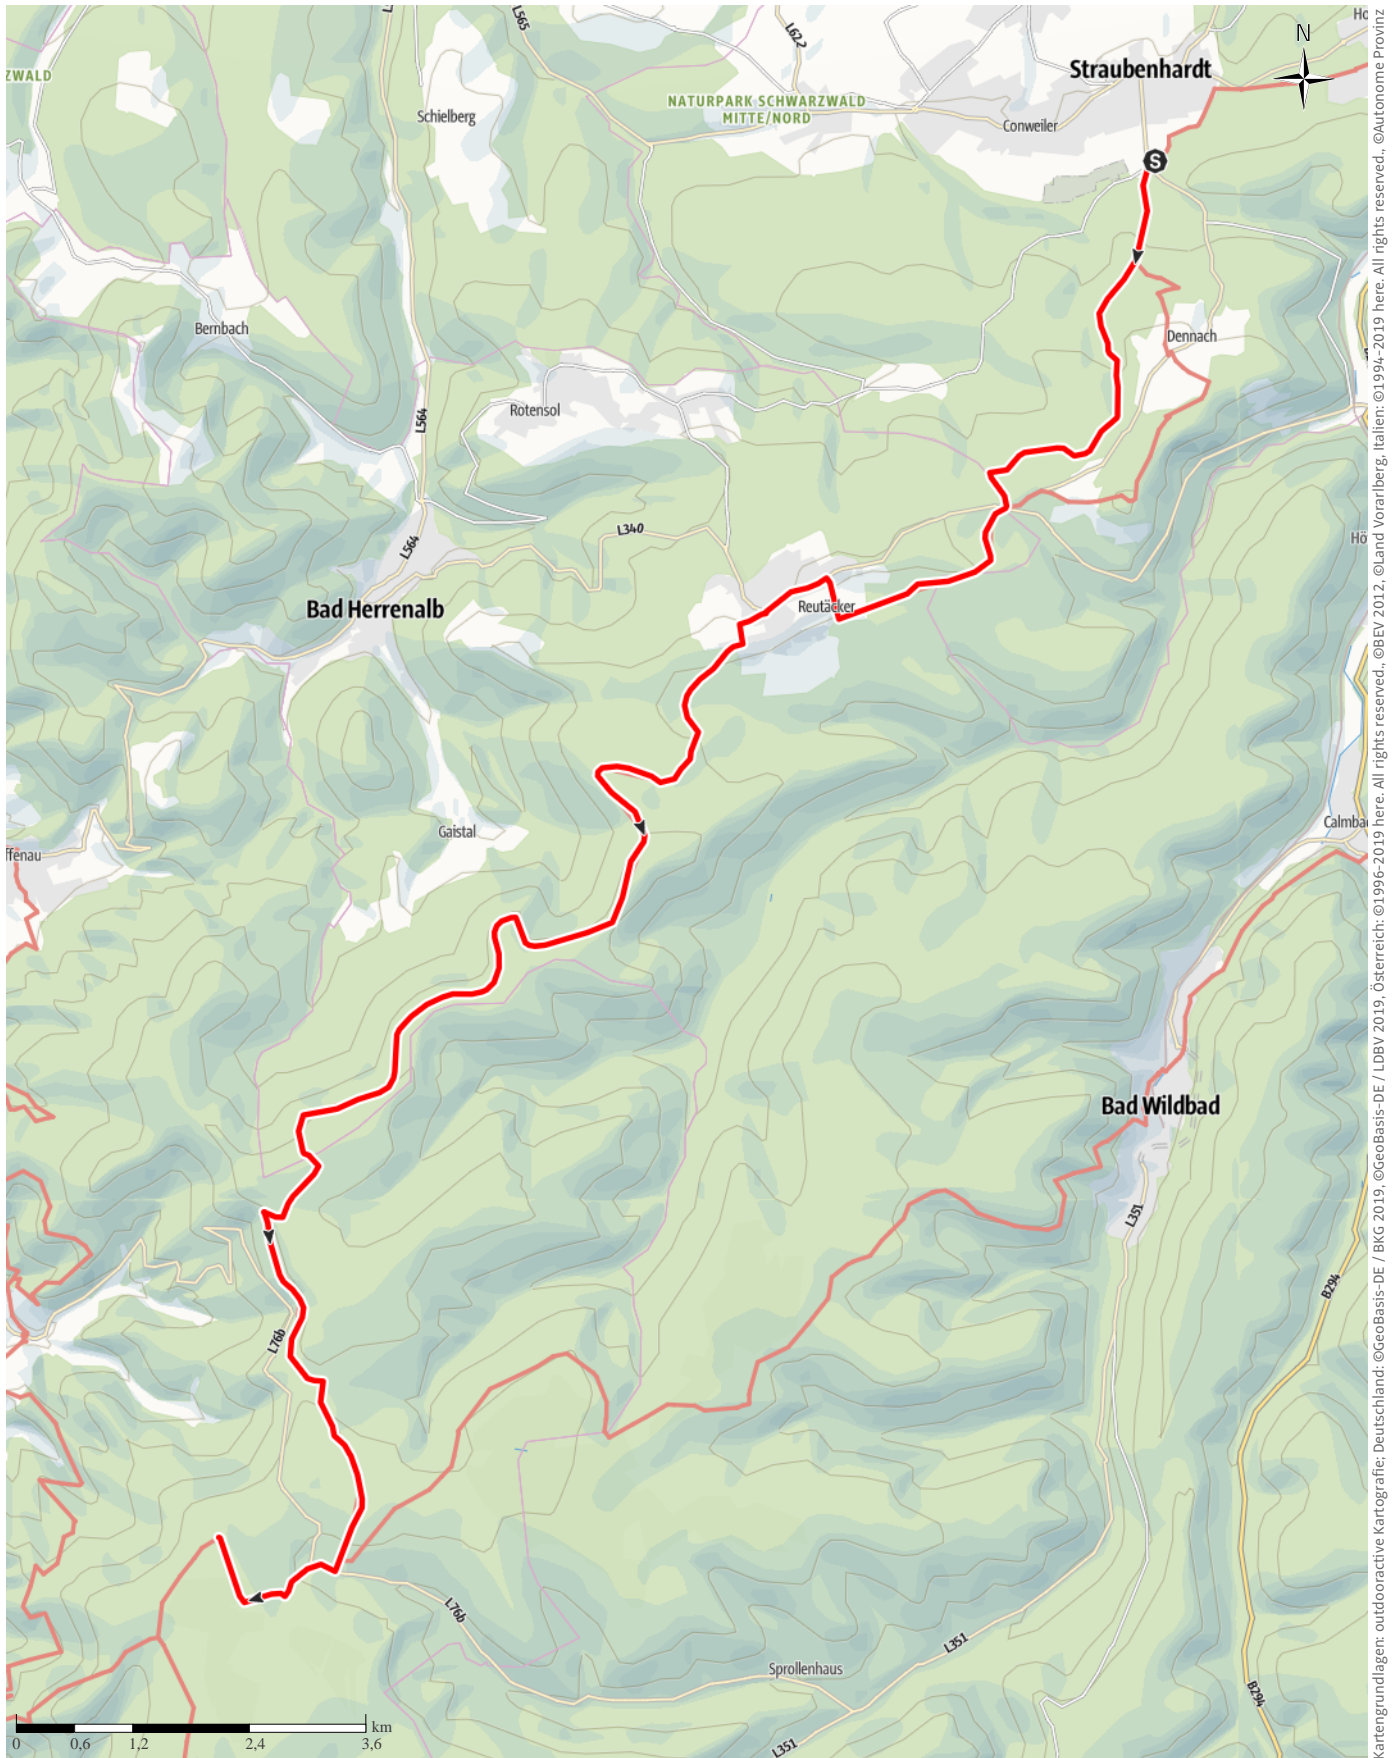 Ho
N
L565
L622
Straubenhardt
ZWALD
NATURPARK SCHWARZWALD
MITTE/NORD
Schielberg
Conweiler
S
Bernbach
Dennach
Rotensol
L564
L340
L564
Hö
Bad Herrenalb
Reutäcker
Gaistal
Calmba
ffenau
Bad Wildbad
L351
B294
L76b
L76b
L351
Sprollenhaus
B294
L351
km
0 0,6 1,2 2,4 3,6
Kartengrundlagen: outdooractive Kartografie; Deutschland: ©GeoBasis-DE / BKG 2019, ©GeoBasis-DE / LDBV 2019, Österreich: ©1996-2019 here. All rights reserved., ©BEV 2012, ©Land Vorarlberg, Italien: ©1994-2019 here. All rights reserved., ©Autonome Provinz